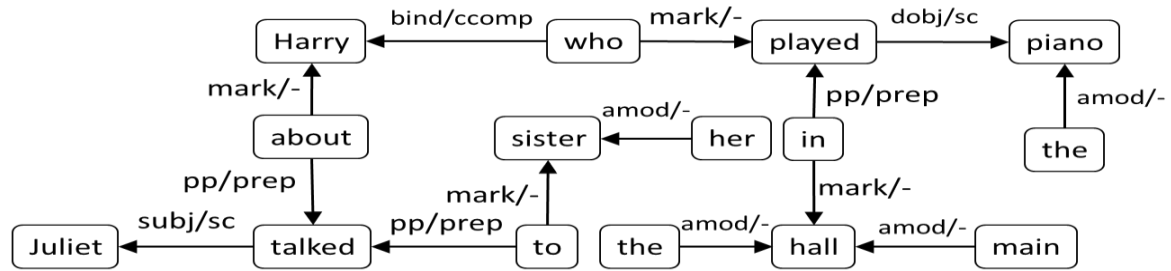 bind/ccomp mark/- dobj/sc
Harry who played piano
mark/- pp/prep amod/-
about sister amod/- her in the
pp/prep mark/- mark/-
subj/sc pp/prep amod/- amod/-
Juliet talked to the hall main